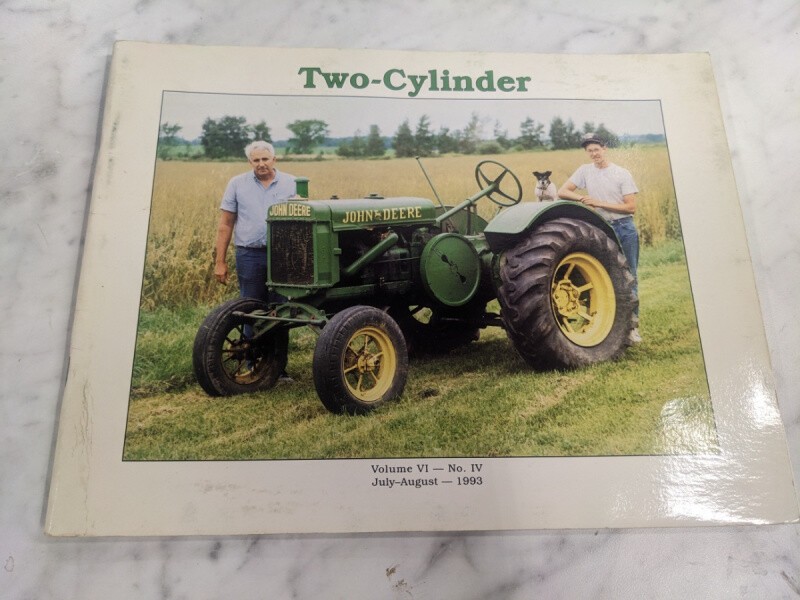 Two-Cylinder
JOHN DEERE
JOHN DEERE
Volume VI — No. IV
July–August — 1993